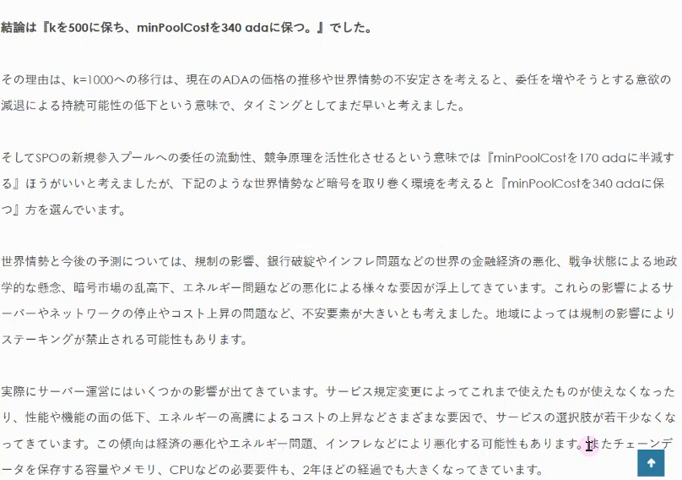 結論は『kを500に保ち、minPoolCostを340 adaに保つ。』でした。
その理由は、k=1000への移行は、現在のADAの価格の推移や世界情勢の不安定さを考えると、委任を増やそうとする意欲の
減退による持続可能性の低下という意味で、タイミングとしてまだ早いと考えました。
そしてSPOの新規参入プールへの委任の流動性、競争原理を活性化させるという意味では『minPoolCostを170 adaに半減す
る』ほうがいいと考えましたが、下記のような世界情勢など暗号を取り巻く環境を考えると『minPoolCostを340 adaに保
つ』方を選んでいます。
世界情勢と今後の予測については、規制の影響、銀行破綻やインフレ問題などの世界の金融経済の悪化、戦争状態による地政
学的な懸念、暗号市場の乱高下、エネルギー問題などの悪化による様々な要因が浮上してきています。これらの影響によるサ
ーバーやネットワークの停止やコスト上昇の問題など、不安要素が大きいとも考えました。地域によっては規制の影響により
ステーキングが禁止される可能性もあります。
実際にサーバー運営にはいくつかの影響が出てきています。サービス規定変更によってこれまで使えたものが使えなくなった
り、性能や機能の面の低下、エネルギーの高騰によるコストの上昇などさまざまな要因で、サービスの選択肢が若干少なくな
ってきています。この傾向は経済の悪化やエネルギー問題、インフレなどにより悪化する可能性もあります。またチェーンデ
ータを保存する容量やメモリ、CPUなどの必要要件も、2年ほどの経過でも大きくなってきています。